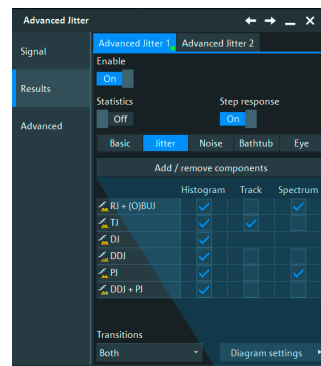 Advanced Jitter
Signal
Results
Advanced
Advanced Jitter 1 Advanced Jitter 2
Enable
On
Statistics Step response
Off On
Basic Jitter Noise Bathtub Eye
Add / remove components
Histogram Track Spectrum
RJ + (O)BUJ
TJ
DJ
DDJ
PJ
DDJ + PJ
Transitions
Both Diagram settings